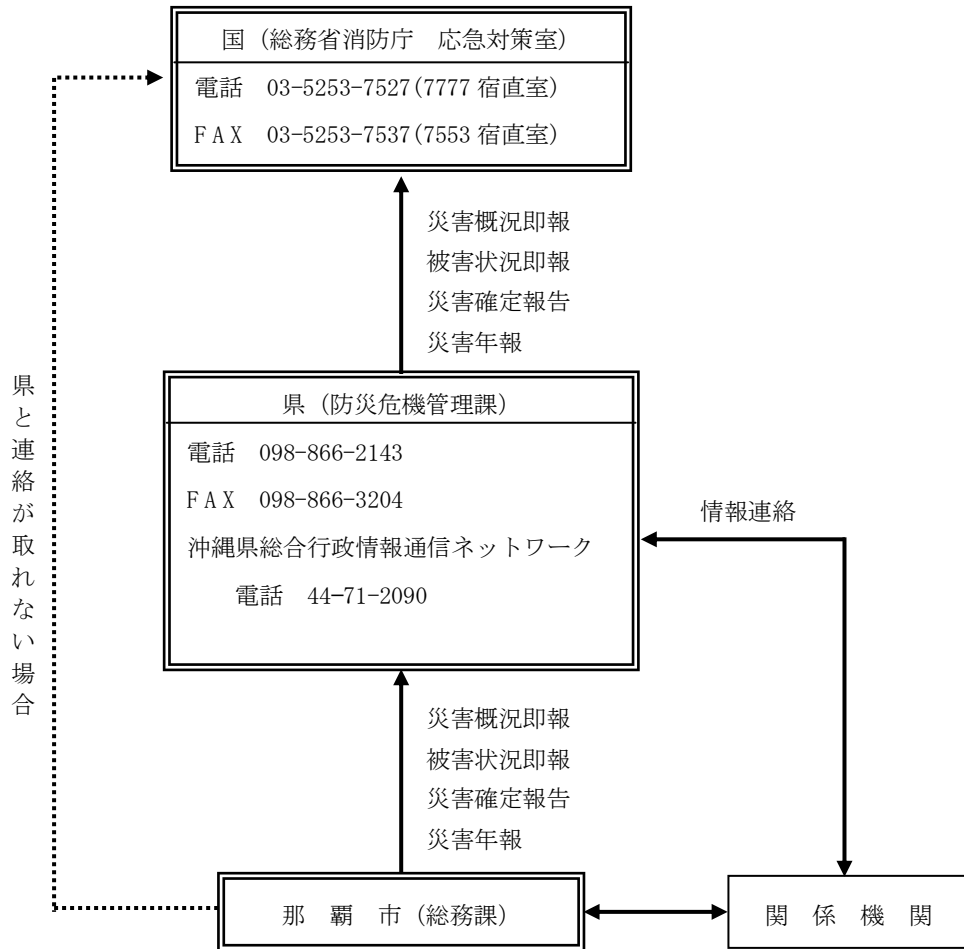 国（総務省消防庁　応急対策室）
電話　03-5253-7527(7777 宿直室)
ＦＡＸ　03-5253-7537(7553 宿直室)
災害概況即報
被害状況即報
災害確定報告
災害年報
県と連絡が取れない場合
県（防災危機管理課）
電話　098-866-2143
ＦＡＸ　098-866-3204
沖縄県総合行政情報通信ネットワーク
電話　44-71-2090
情報連絡
災害概況即報
被害状況即報
災害確定報告
災害年報
那　覇　市（総務課）
関　係　機　関